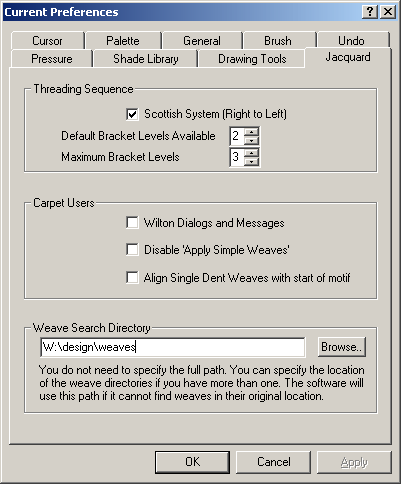 Current Preferences
Cursor Palette General Brush Undo
Pressure Shade Library Drawing Tools Jacquard
Threading Sequence
Scottish System (Right to Left)
Default Bracket Levels Available 2
Maximum Bracket Levels 3
Carpet Users
Wilton Dialogs and Messages
Disable 'Apply Simple Weaves'
Align Single Dent Weaves with start of motif
Weave Search Directory
W:\design\weaves Browse..
You do not need to specify the full path. You can specify the location
of the weave directories if you have more than one. The software will
use this path if it cannot find weaves in their original location.
OK Cancel Apply